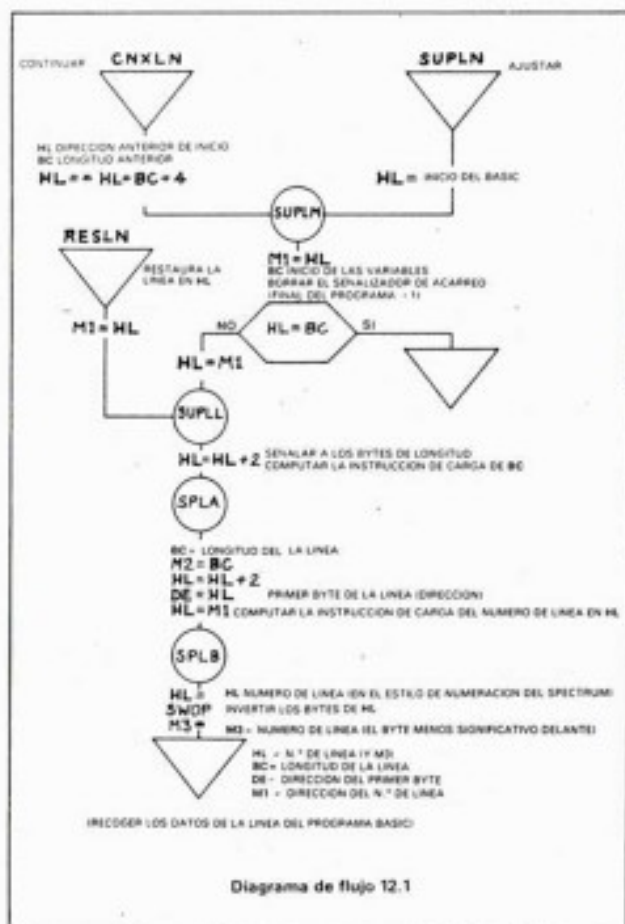 CONTINUAR
CNXLN
SUPLN
AJUSTAR
HL DIRECCION ANTERIOR DE INICIO
BC LONGITUD ANTERIOR
HL = HL+BC+4
HL = INICIO DEL BASIC
SUPLM
RESLN
RESTAURA LA
LINEA EN HL
M1=HL
M1=HL
BC INICIO DE LAS VARIABLES
BORRAR EL SENALIZADOR DE ACARREO
(FINAL DEL PROGRAMA - 1)
NO
HL = BC
SI
HL=M1
SUPLL
HL=HL+2
SENALAR A LOS BYTES DE LONGITUD
COMPUTAR LA INSTRUCCION DE CARGA DE BC
SPLA
BC= LONGITUD DEL LA LINEA
M2=BC
HL=HL+2
DE=HL PRIMER BYTE DE LA LINEA (DIRECCION)
HL=M1 COMPUTAR LA INSTRUCCION DE CARGA DEL NUMERO DE LINEA EN HL
SPLB
HL= HL NUMERO DE LINEA (EN EL ESTILO DE NUMERACION DEL SPECTRUM)
SWOP INVERTIR LOS BYTES DE HL
M3= M3= NUMERO DE LINEA (EL BYTE MENOS SIGNIFICATIVO DELANTE)
HL = N.° DE LINEA (Y M3)
BC= LONGITUD DE LA LINEA
DE- DIRECCION DEL PRIMER BYTE
M1 - DIRECCION DEL N.° DE LINEA
(RECOGER LOS DATOS DE LA LINEA DEL PROGRAMA BASIC)
Diagrama de flujo 12.1